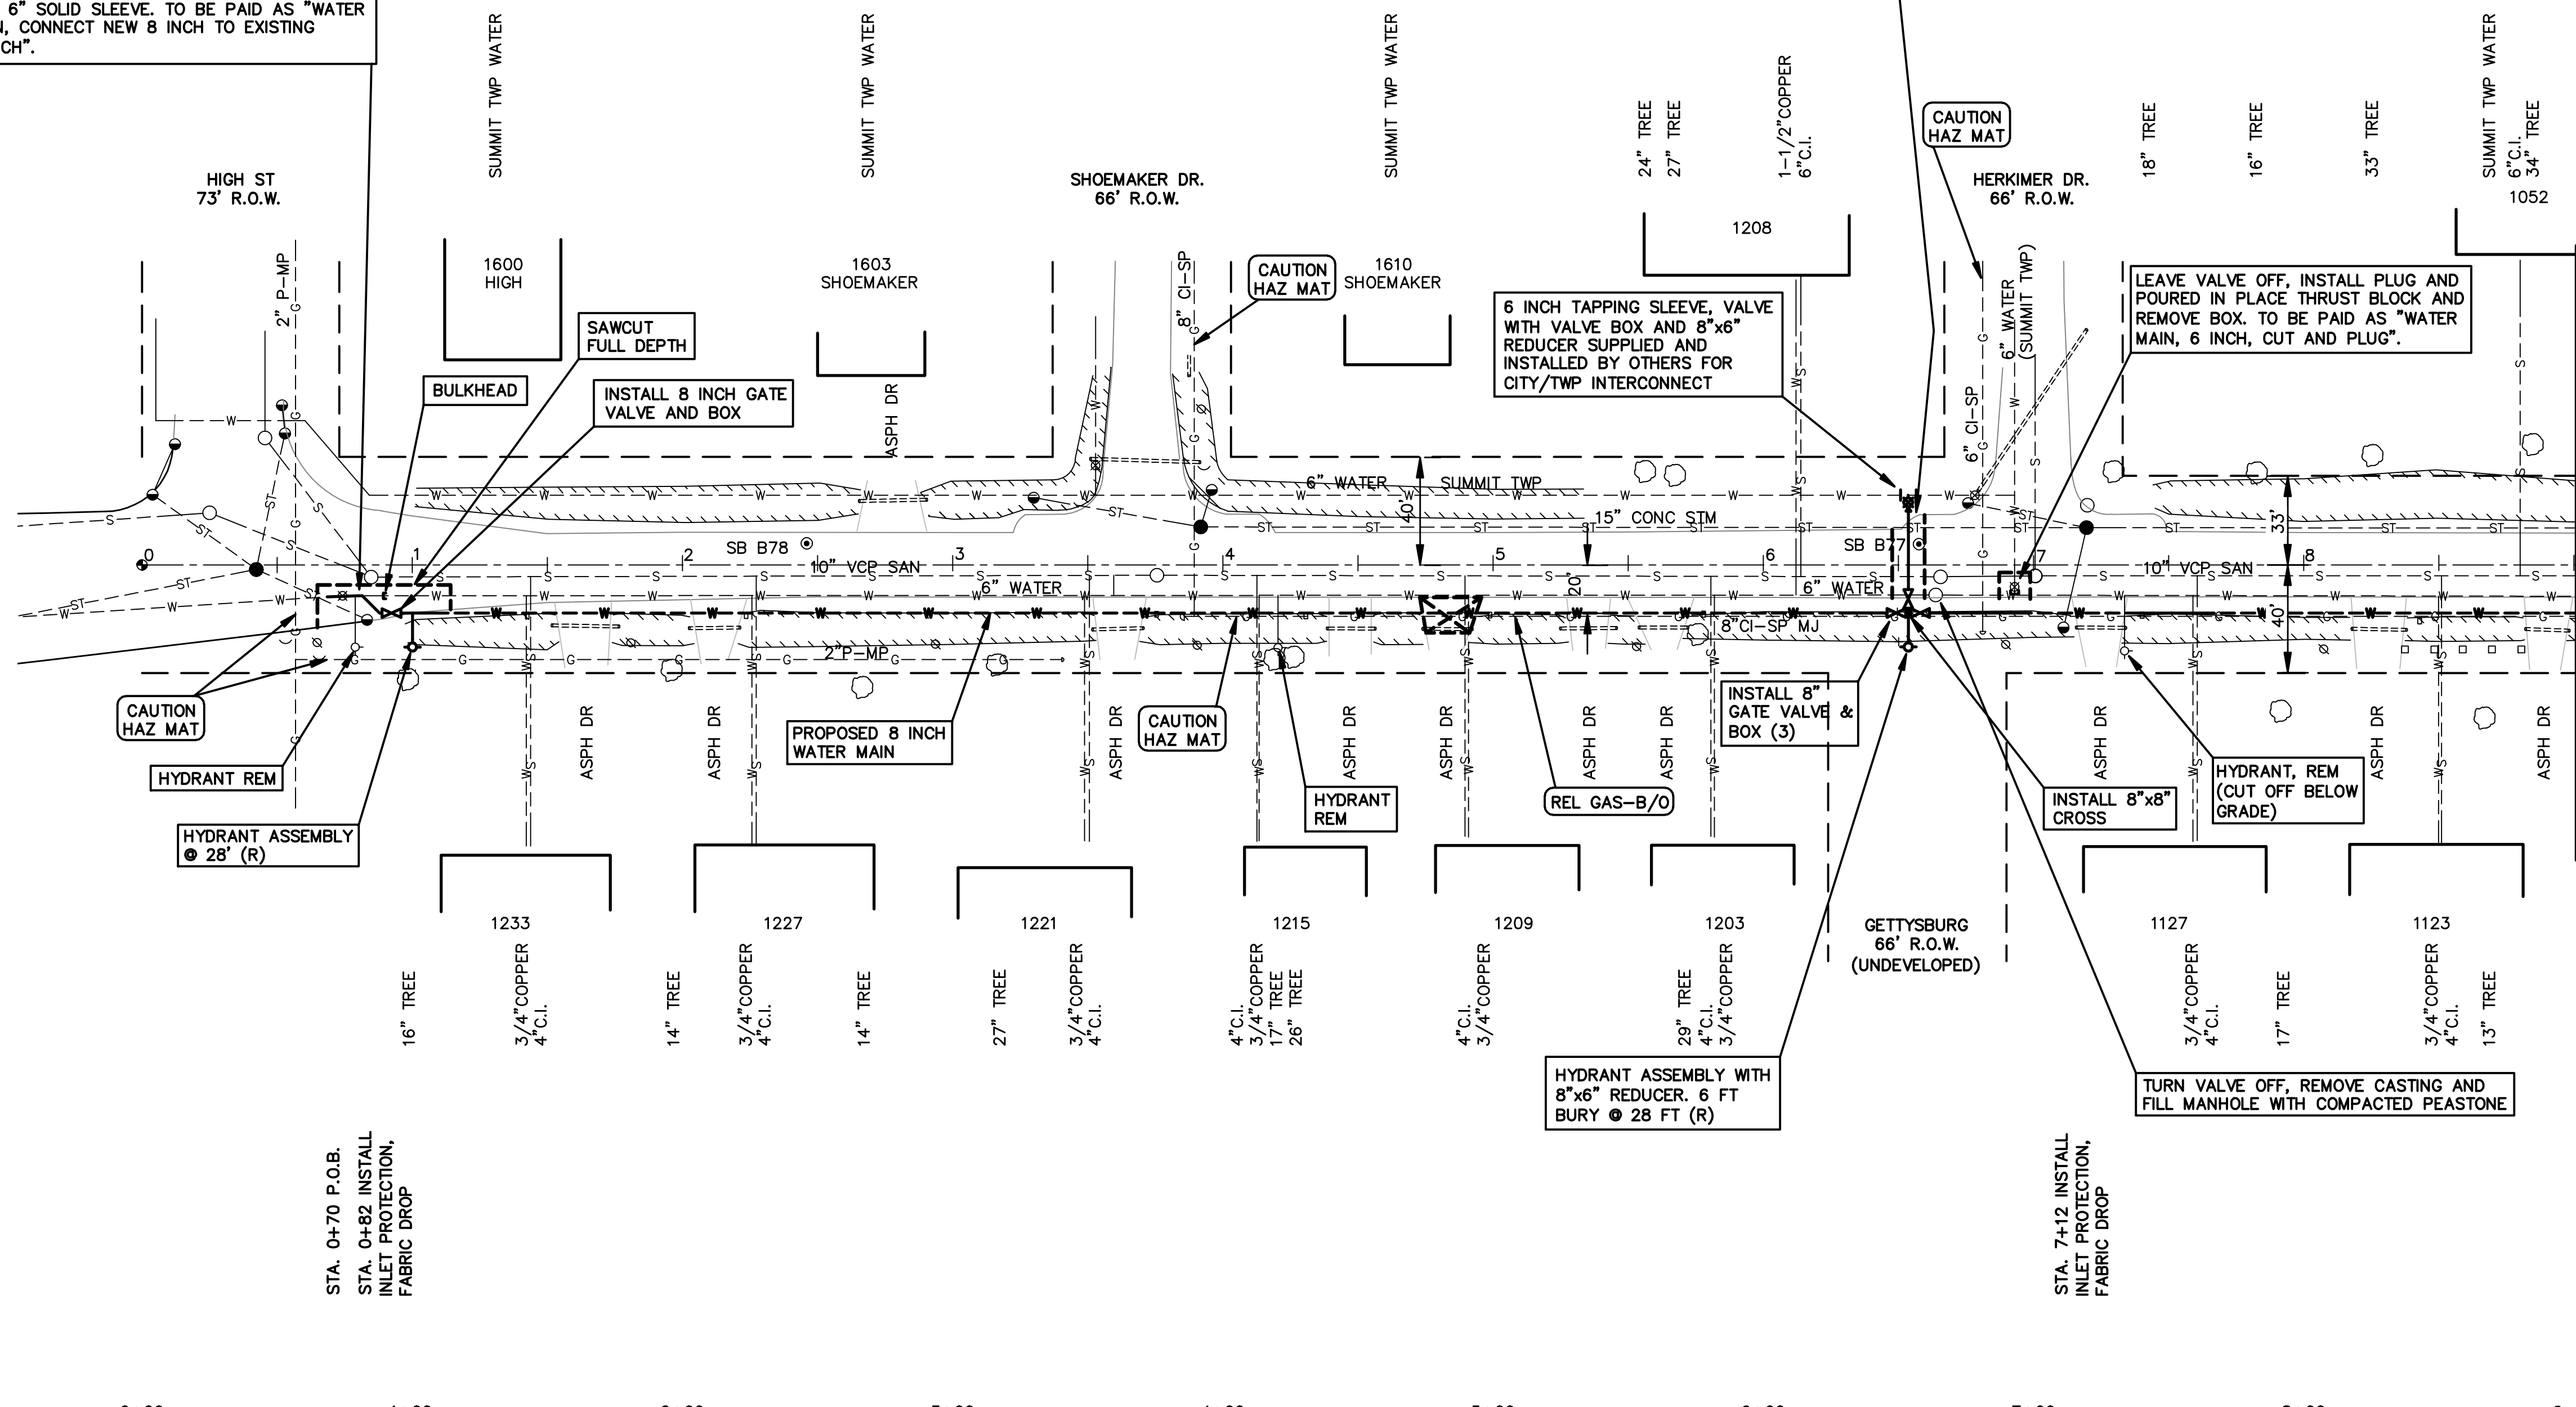 6" SOLID SLEEVE. TO BE PAID AS "WATER
, CONNECT NEW 8 INCH TO EXISTING
CH".
SUMMIT TWP WATER
SUMMIT TWP WATER
SUMMIT TWP WATER
24" TREE
27" TREE
1-1/2"COPPER
6"C.I.
CAUTION
HAZ MAT
18" TREE
16" TREE
33" TREE
SUMMIT TWP WATER
6"C.I.
34" TREE
HIGH ST
73' R.O.W.
SHOEMAKER DR.
66' R.O.W.
HERKIMER DR.
66' R.O.W.
1052
1208
2" P-MP
1600
HIGH
1603
SHOEMAKER
8" CI-SP
CAUTION
HAZ MAT
1610
SHOEMAKER
6" WATER
(SUMMIT TWP)
LEAVE VALVE OFF, INSTALL PLUG AND
POURED IN PLACE THRUST BLOCK AND
REMOVE BOX. TO BE PAID AS "WATER
MAIN, 6 INCH, CUT AND PLUG".
6 INCH TAPPING SLEEVE, VALVE
WITH VALVE BOX AND 8"x6"
REDUCER SUPPLIED AND
INSTALLED BY OTHERS FOR
CITY/TWP INTERCONNECT
SAWCUT
FULL DEPTH
BULKHEAD
INSTALL 8 INCH GATE
VALVE AND BOX
ASPH DR
6" CI-SP
6" WATER
SUMMIT TWP
40'
15" CONC STM
33'
SB B78
SB B77
0
1
2
3
4
5
6
7
8
10" VCP SAN
10" VCP SAN
6" WATER
20'
6" WATER
40'
8"CI-SP MJ
2"P-MP
CAUTION
HAZ MAT
HYDRANT REM
HYDRANT ASSEMBLY
@ 28' (R)
ASPH DR
ASPH DR
PROPOSED 8 INCH
WATER MAIN
ASPH DR
CAUTION
HAZ MAT
HYDRANT
REM
ASPH DR
ASPH DR
REL GAS-B/O
ASPH DR
ASPH DR
INSTALL 8"
GATE VALVE &
BOX (3)
INSTALL 8"x8"
CROSS
ASPH DR
HYDRANT, REM
(CUT OFF BELOW
GRADE)
ASPH DR
ASPH DR
1233
1227
1221
1215
1209
1203
GETTYSBURG
66' R.O.W.
(UNDEVELOPED)
1127
1123
16" TREE
3/4"COPPER
4"C.I.
14" TREE
3/4"COPPER
4"C.I.
14" TREE
27" TREE
3/4"COPPER
4"C.I.
4"C.I.
3/4"COPPER
17" TREE
26" TREE
4"C.I.
3/4"COPPER
29" TREE
4"C.I.
3/4"COPPER
3/4"COPPER
4"C.I.
17" TREE
3/4"COPPER
4"C.I.
13" TREE
HYDRANT ASSEMBLY WITH
8"x6" REDUCER. 6 FT
BURY @ 28 FT (R)
TURN VALVE OFF, REMOVE CASTING AND
FILL MANHOLE WITH COMPACTED PEASTONE
STA. 0+70 P.O.B.
STA. 0+82 INSTALL
INLET PROTECTION,
FABRIC DROP
STA. 7+12 INSTALL
INLET PROTECTION,
FABRIC DROP